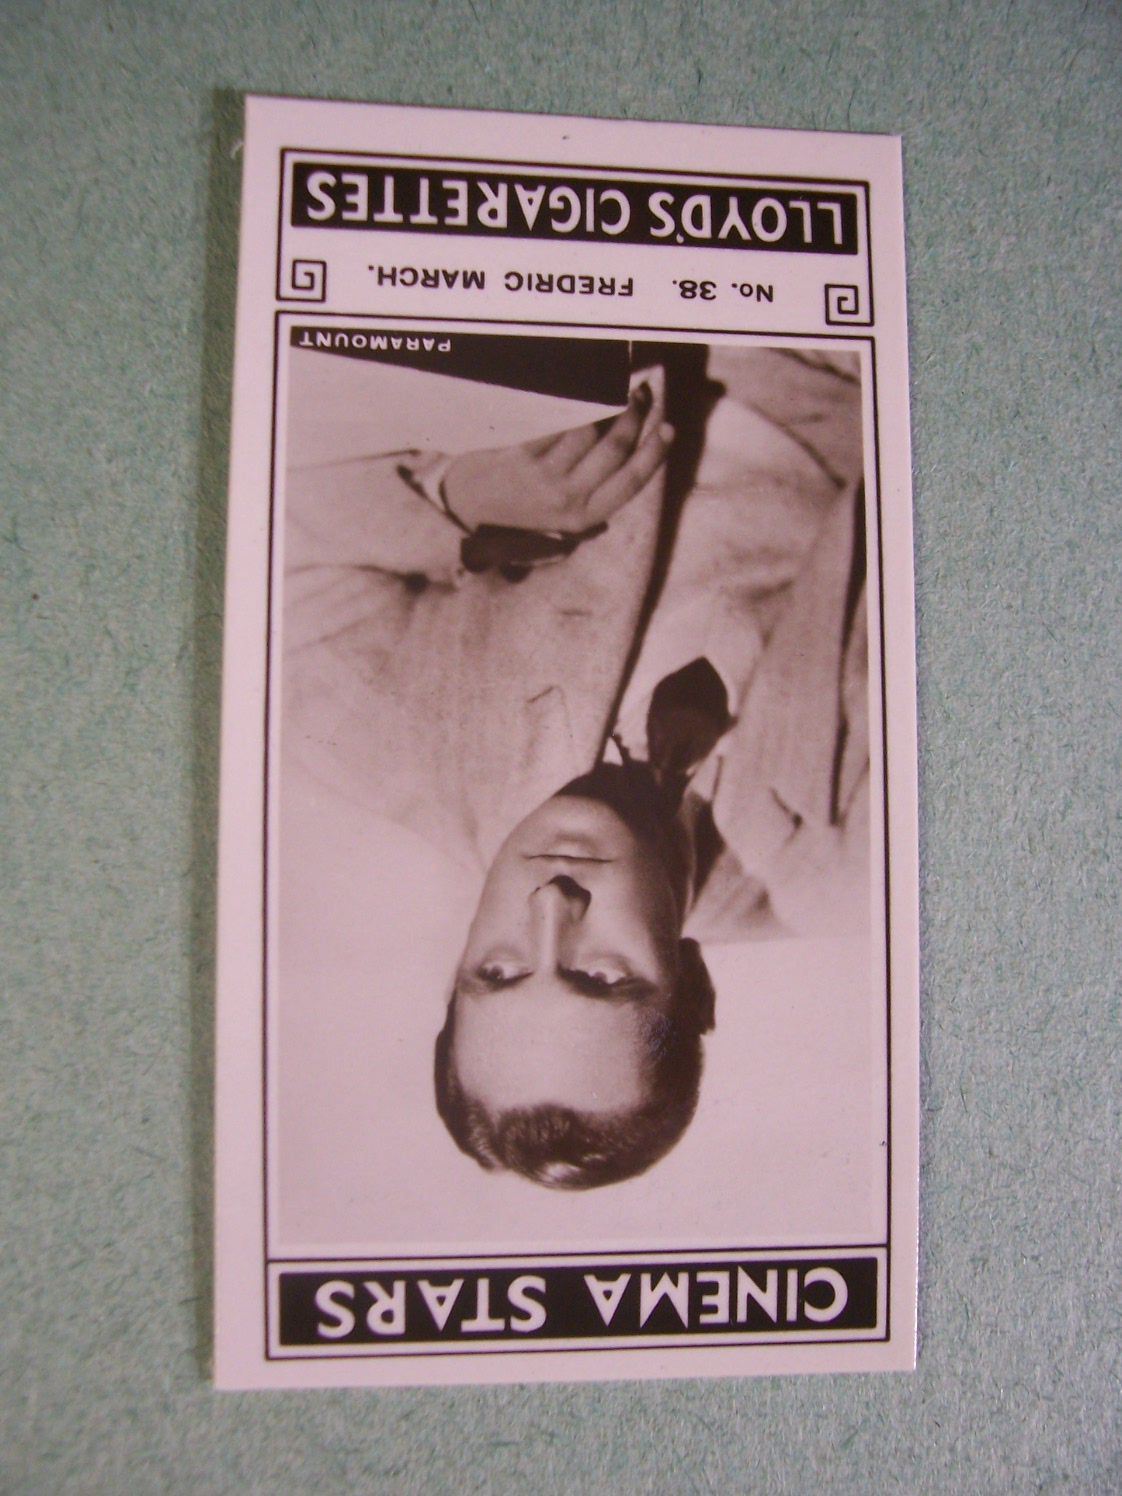 CINEMA STARS
PARAMOUNT
No. 38. FREDRIC MARCH.
LLOYD'S CIGARETTES